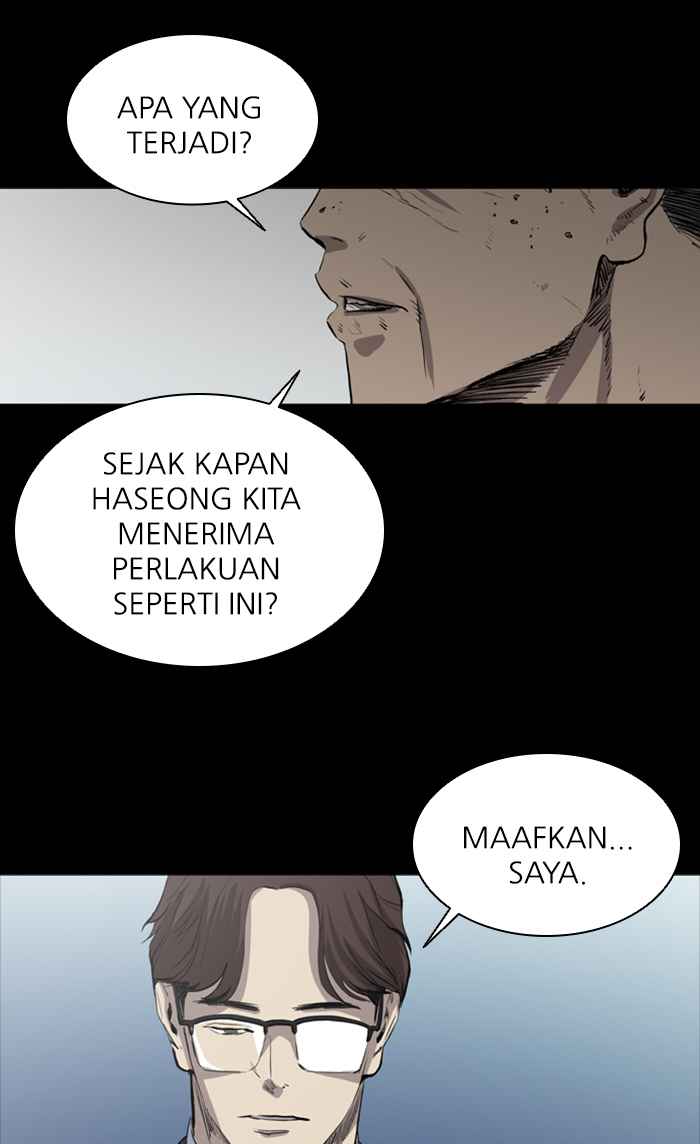 APA YANG
TERJADI?
SEJAK KAPAN
HASEONG KITA
MENERIMA
PERLAKUAN
SEPERTI INI?
MAAFKAN...
SAYA.